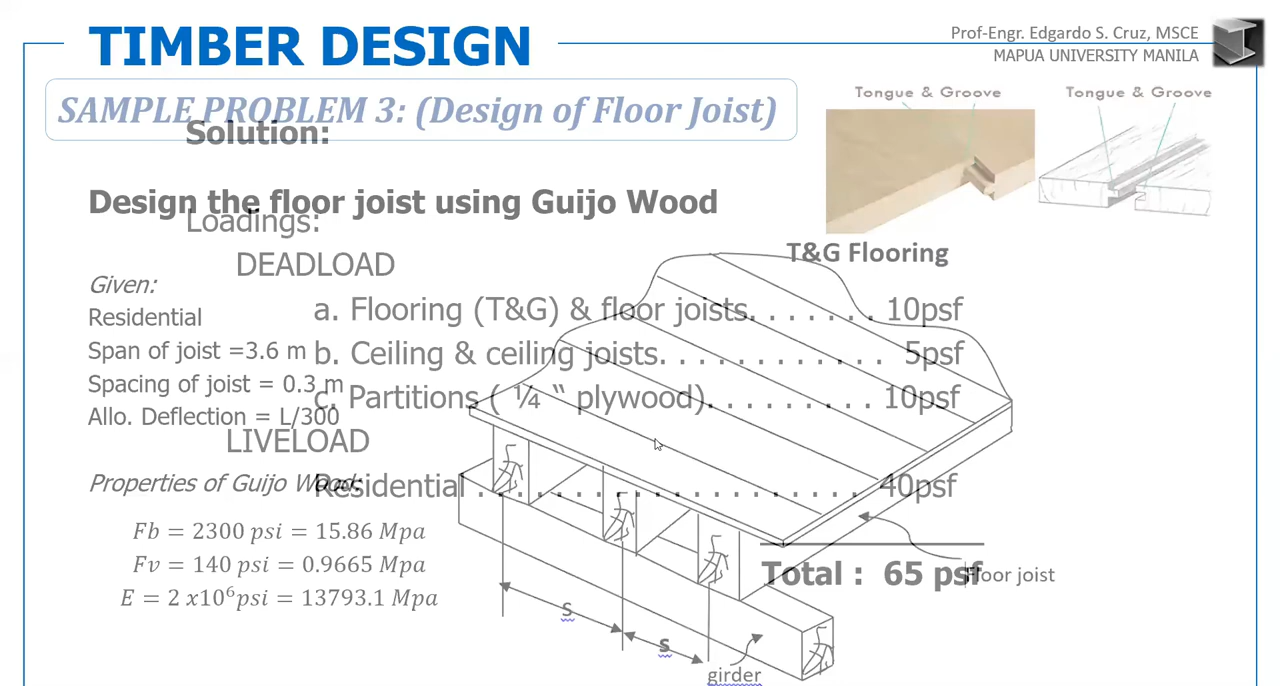 TIMBER DESIGN
Prof-Engr. Edgardo S. Cruz, MSCE
MAPUA UNIVERSITY MANILA
SAMPLE PROBLEM 3: (Design of Floor Joist)
Solution:
Tongue & Groove
Tongue & Groove
Design the floor joist using Guijo Wood
Loadings:
T&G Flooring
DEADLOAD
Given:
Residential
a. Flooring (T&G) & floor joists. . . . . . . 10psf
Span of joist =3.6 m
b. Ceiling & ceiling joists. . . . . . . . . . . . 5psf
Spacing of joist = 0.3 m
c. Partitions ( ¼ “ plywood). . . . . . . . . 10psf
Allo. Deflection = L/300
LIVELOAD
Properties of Guijo Wood:
Residential . . . . . . . . . . . . . . . . . . . 40psf
Fb = 2300 psi = 15.86 Mpa
Fv = 140 psi = 0.9665 Mpa
Total : 65 psf
Floor joist
E = 2 x10⁶psi = 13793.1 Mpa
s
s
girder